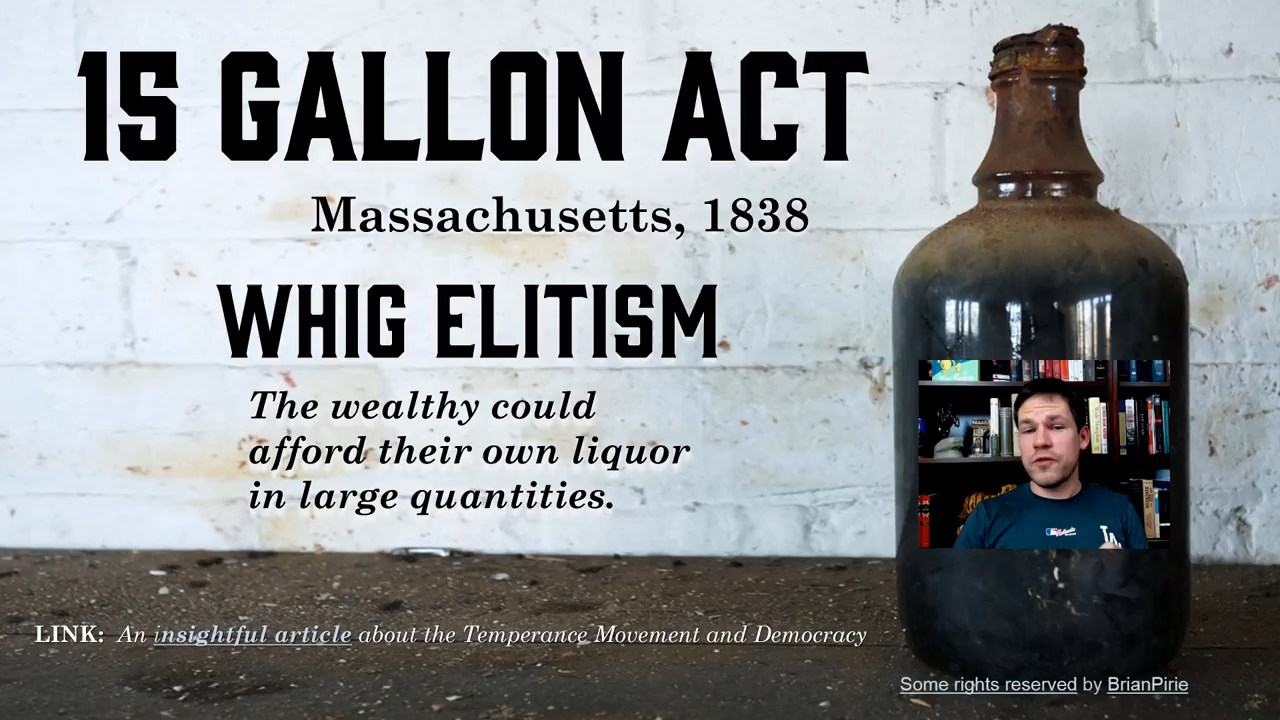 15 GALLON ACT
Massachusetts, 1838
WHIG ELITISM
The wealthy could
afford their own liquor
in large quantities.
LINK: An insightful article about the Temperance Movement and Democracy
Some rights reserved by BrianPirie
LA